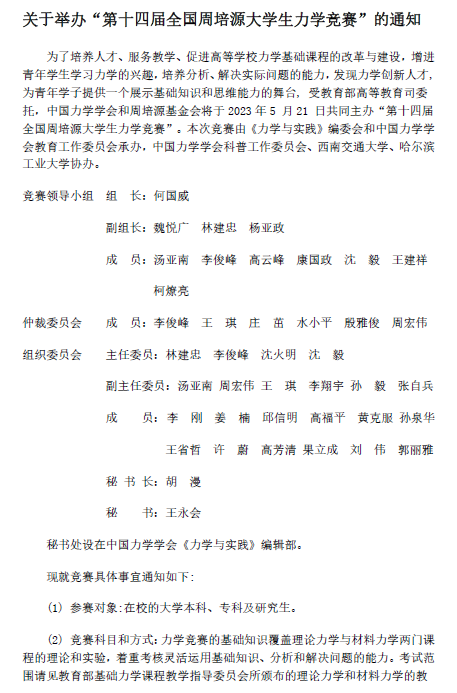 关于举办“第十四届全国周培源大学生力学竞赛”的通知
为了培养人才、服务教学、促进高等学校力学基础课程的改革与建设，增进
青年学生学习力学的兴趣，培养分析、解决实际问题的能力，发现力学创新人才，
为青年学子提供一个展示基础知识和思维能力的舞台, 受教育部高等教育司委
托，中国力学学会和周培源基金会将于 2023 年 5 月 21 日共同主办“第十四届
全国周培源大学生力学竞赛”。本次竞赛由《力学与实践》编委会和中国力学学
会教育工作委员会承办，中国力学学会科普工作委员会、西南交通大学、哈尔滨
工业大学协办。
竞赛领导小组 组 长：何国威
副组长：魏悦广 林建忠 杨亚政
成 员：汤亚南 李俊峰 高云峰 康国政 沈 毅 王建祥
柯燎亮
仲裁委员会 成 员：李俊峰 王 琪 庄 茁 水小平 殷雅俊 周宏伟
组织委员会 主任委员：林建忠 李俊峰 沈火明 沈 毅
副主任委员：汤亚南 周宏伟 王 琪 李翔宇 孙 毅 张自兵
成 员：李 刚 姜 楠 邱信明 高福平 黄克服 孙泉华
王省哲 许 蔚 高芳清 果立成 刘 伟 郭丽雅
秘 书 长：胡 漫
秘 书：王永会
秘书处设在中国力学学会《力学与实践》编辑部。
现就竞赛具体事宜通知如下:
(1) 参赛对象:在校的大学本科、专科及研究生。
(2) 竞赛科目和方式:力学竞赛的基础知识覆盖理论力学与材料力学两门课
程的理论和实验，着重考核灵活运用基础知识、分析和解决问题的能力。考试范
围请见教育部基础力学课程教学指导委员会所颁布的理论力学和材料力学的教